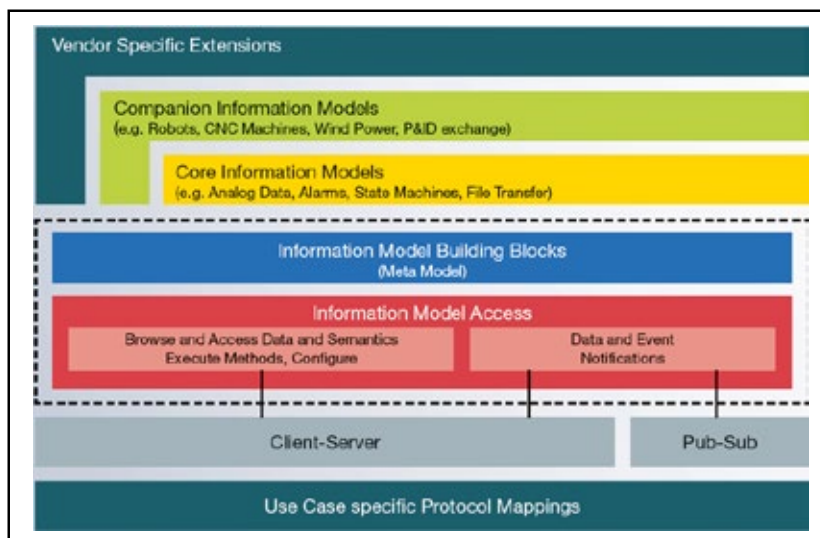 Vendor Specific Extensions
Companion Information Models
(e.g. Robots, CNC Machines, Wind Power, P&ID exchange)
Core Information Models
(e.g. Analog Data, Alarms, State Machines, File Transfer)
Information Model Building Blocks
(Meta Model)
Information Model Access
Browse and Access Data and Semantics
Execute Methods, Configure
Data and Event
Notifications
Client-Server
Pub-Sub
Use Case specific Protocol Mappings